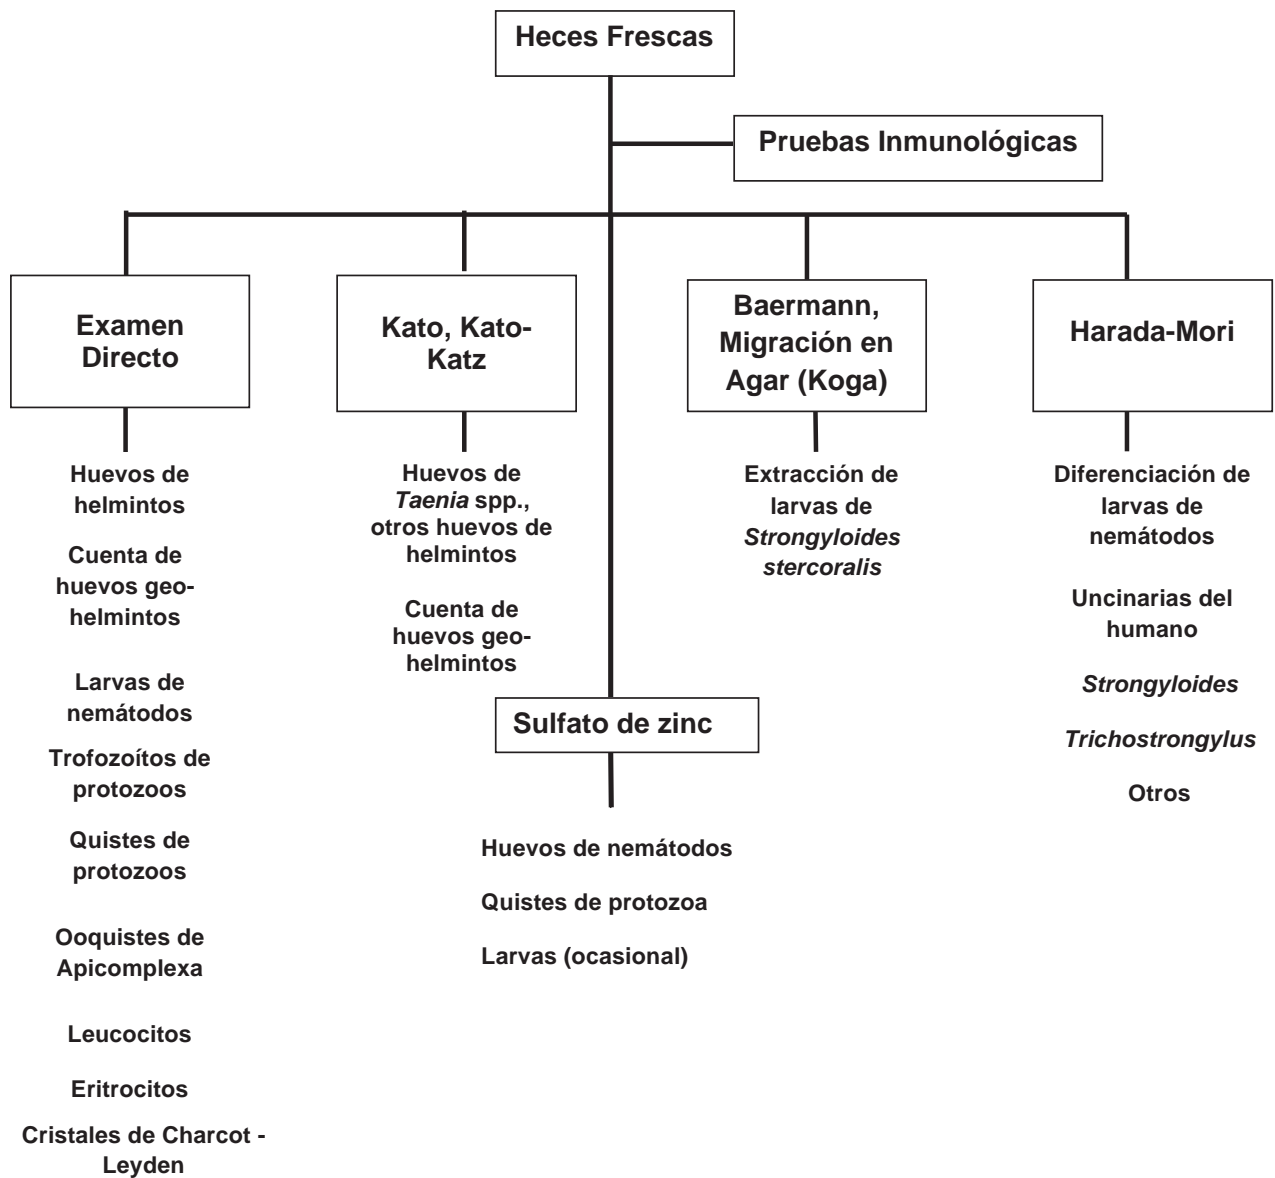 Heces Frescas
Pruebas Inmunológicas
Examen
Directo
Huevos de
helmintos
Cuenta de
huevos geo-
helmintos
Larvas de
nemátodos
Trofozoítos de
protozoos
Quistes de
protozoos
Ooquistes de
Apicomplexa
Leucocitos
Eritrocitos
Cristales de Charcot -
Leyden
Kato, Kato-
Katz
Huevos de
Taenia spp.,
otros huevos de
helmintos
Cuenta de
huevos geo-
helmintos
Sulfato de zinc
Huevos de nemátodos
Quistes de protozoa
Larvas (ocasional)
Baermann,
Migración en
Agar (Koga)
Extracción de
larvas de
Strongyloides
stercoralis
Harada-Mori
Diferenciación de
larvas de
nemátodos
Uncinarias del
humano
Strongyloides
Trichostrongylus
Otros